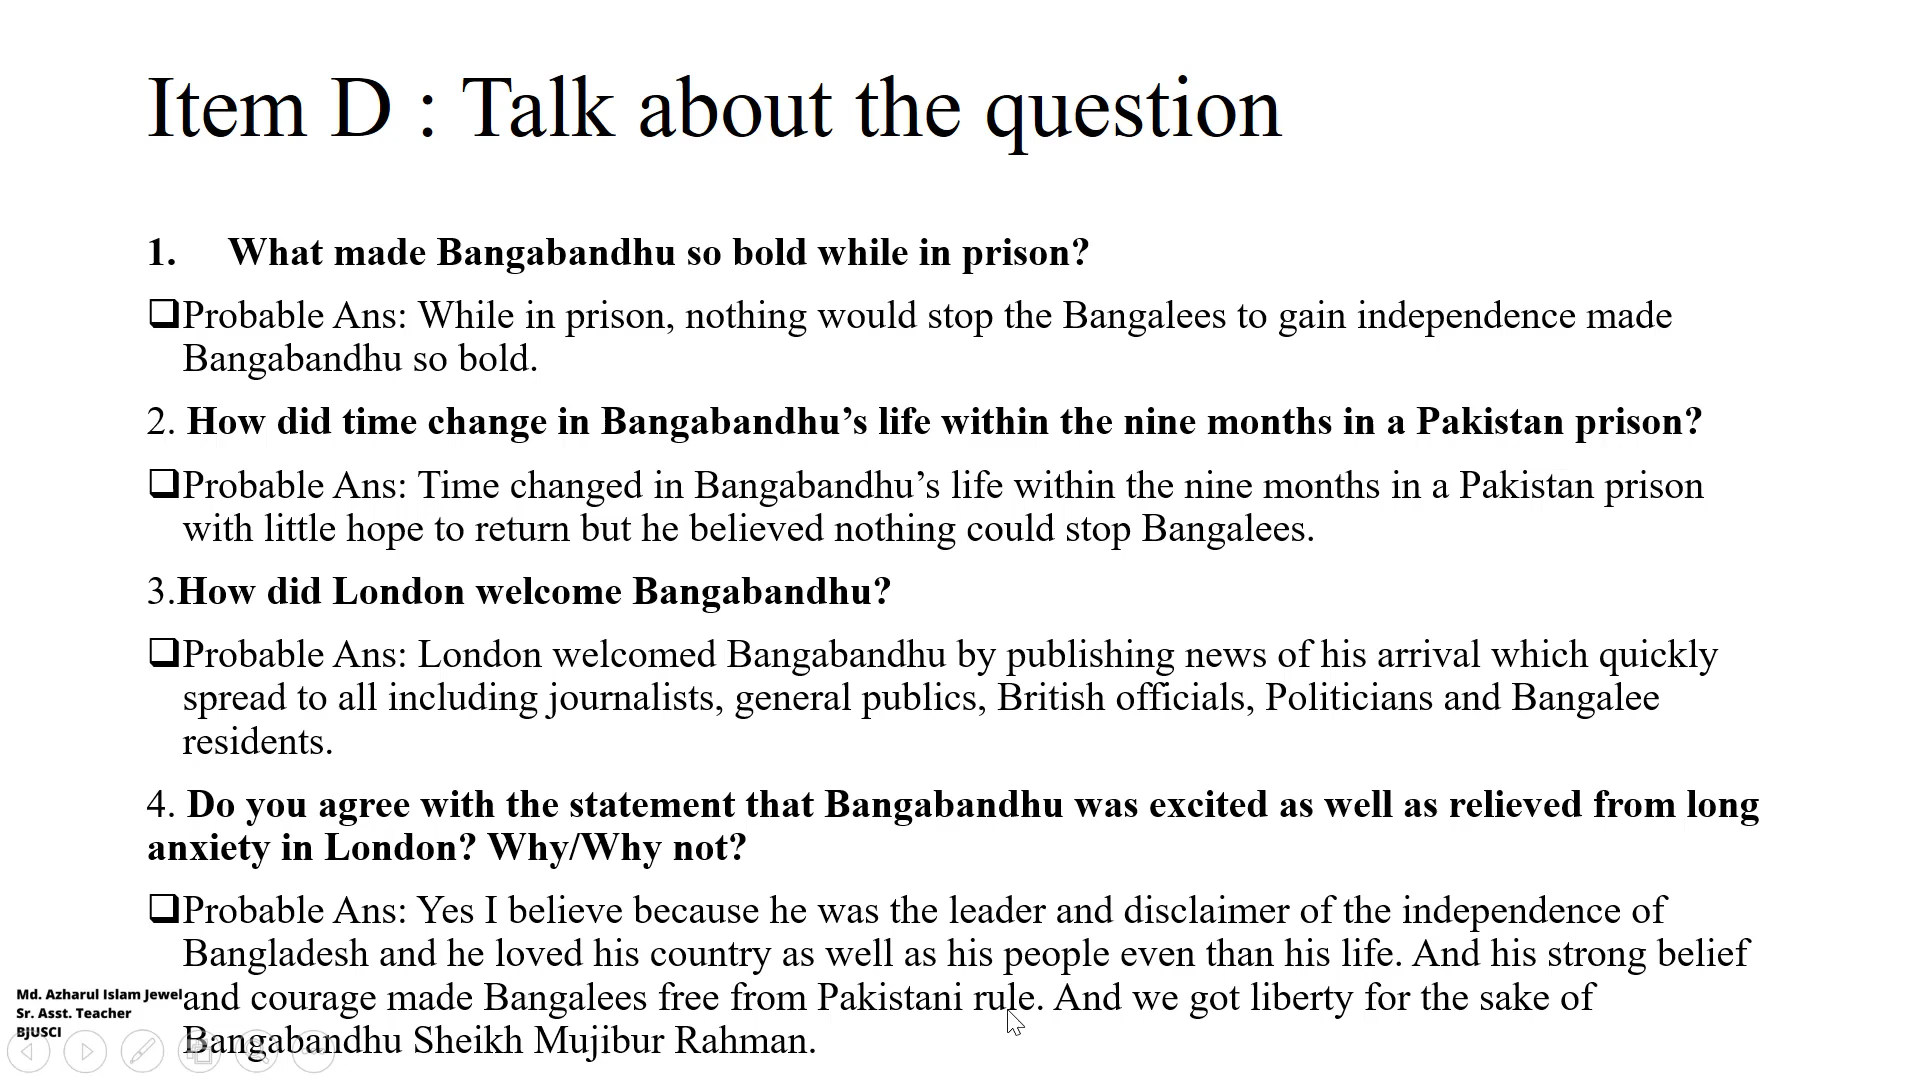 Item D : Talk about the question
1. What made Bangabandhu so bold while in prison?
❑Probable Ans: While in prison, nothing would stop the Bangalees to gain independence made
Bangabandhu so bold.
2. How did time change in Bangabandhu’s life within the nine months in a Pakistan prison?
❑Probable Ans: Time changed in Bangabandhu’s life within the nine months in a Pakistan prison
with little hope to return but he believed nothing could stop Bangalees.
3.How did London welcome Bangabandhu?
❑Probable Ans: London welcomed Bangabandhu by publishing news of his arrival which quickly
spread to all including journalists, general publics, British officials, Politicians and Bangalee
residents.
4. Do you agree with the statement that Bangabandhu was excited as well as relieved from long
anxiety in London? Why/Why not?
❑Probable Ans: Yes I believe because he was the leader and disclaimer of the independence of
Bangladesh and he loved his country as well as his people even than his life. And his strong belief
and courage made Bangalees free from Pakistani rule. And we got liberty for the sake of
Bangabandhu Sheikh Mujibur Rahman.
Md. Azharul Islam Jewel
Sr. Asst. Teacher
BJUSCI